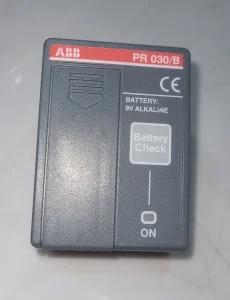 ABB
PR 030/B
CE
BATTERY:
9V ALKALINE
Battery
Check
ON